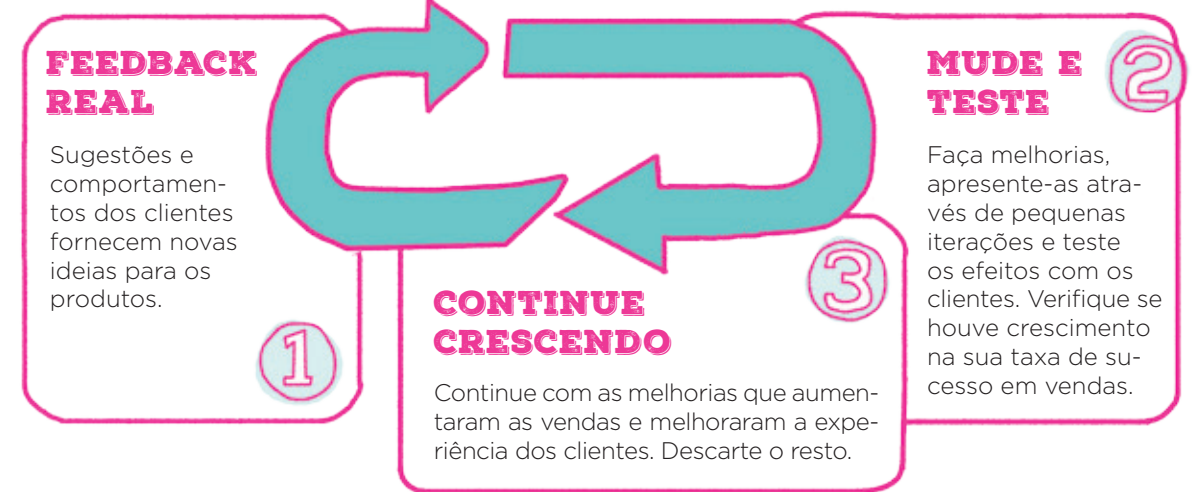 FEEDBACK
REAL
Sugestões e
comportamen-
tos dos clientes
fornecem novas
ideias para os
produtos.
1
MUDE E
TESTE
2
Faça melhorias,
apresente-as atra-
vés de pequenas
iterações e teste
os efeitos com os
clientes. Verifique se
houve crescimento
na sua taxa de su-
cesso em vendas.
3
CONTINUE
CRESCENDO
Continue com as melhorias que aumen-
taram as vendas e melhoraram a expe-
riência dos clientes. Descarte o resto.